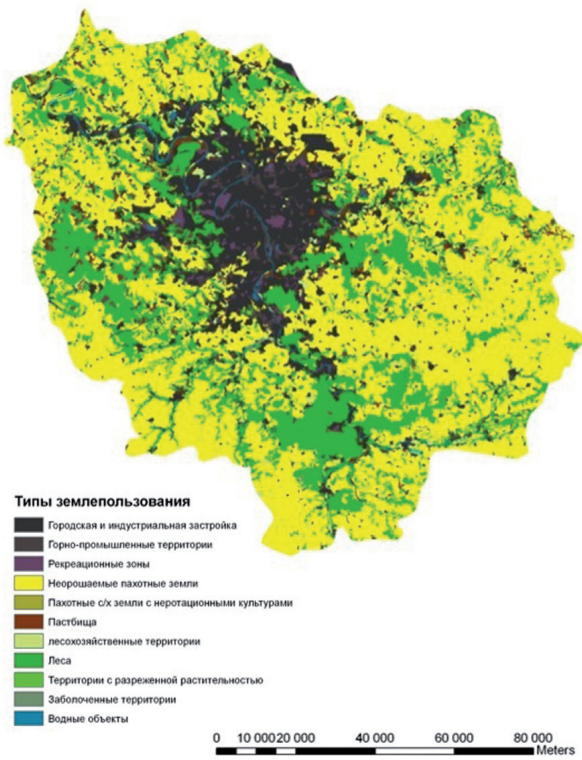 Типы землепользования
Городская и индустриальная застройка
Горно-промышленные территории
Рекреационные зоны
Неорошаемые пахотные земли
Пахотные с/х земли с неротационными культурами
Пастбища
лесохозяйственные территории
Леса
Территории с разреженной растительностью
Заболоченные территории
Водные объекты
0 10 000 20 000 40 000 60 000 80 000
Meters